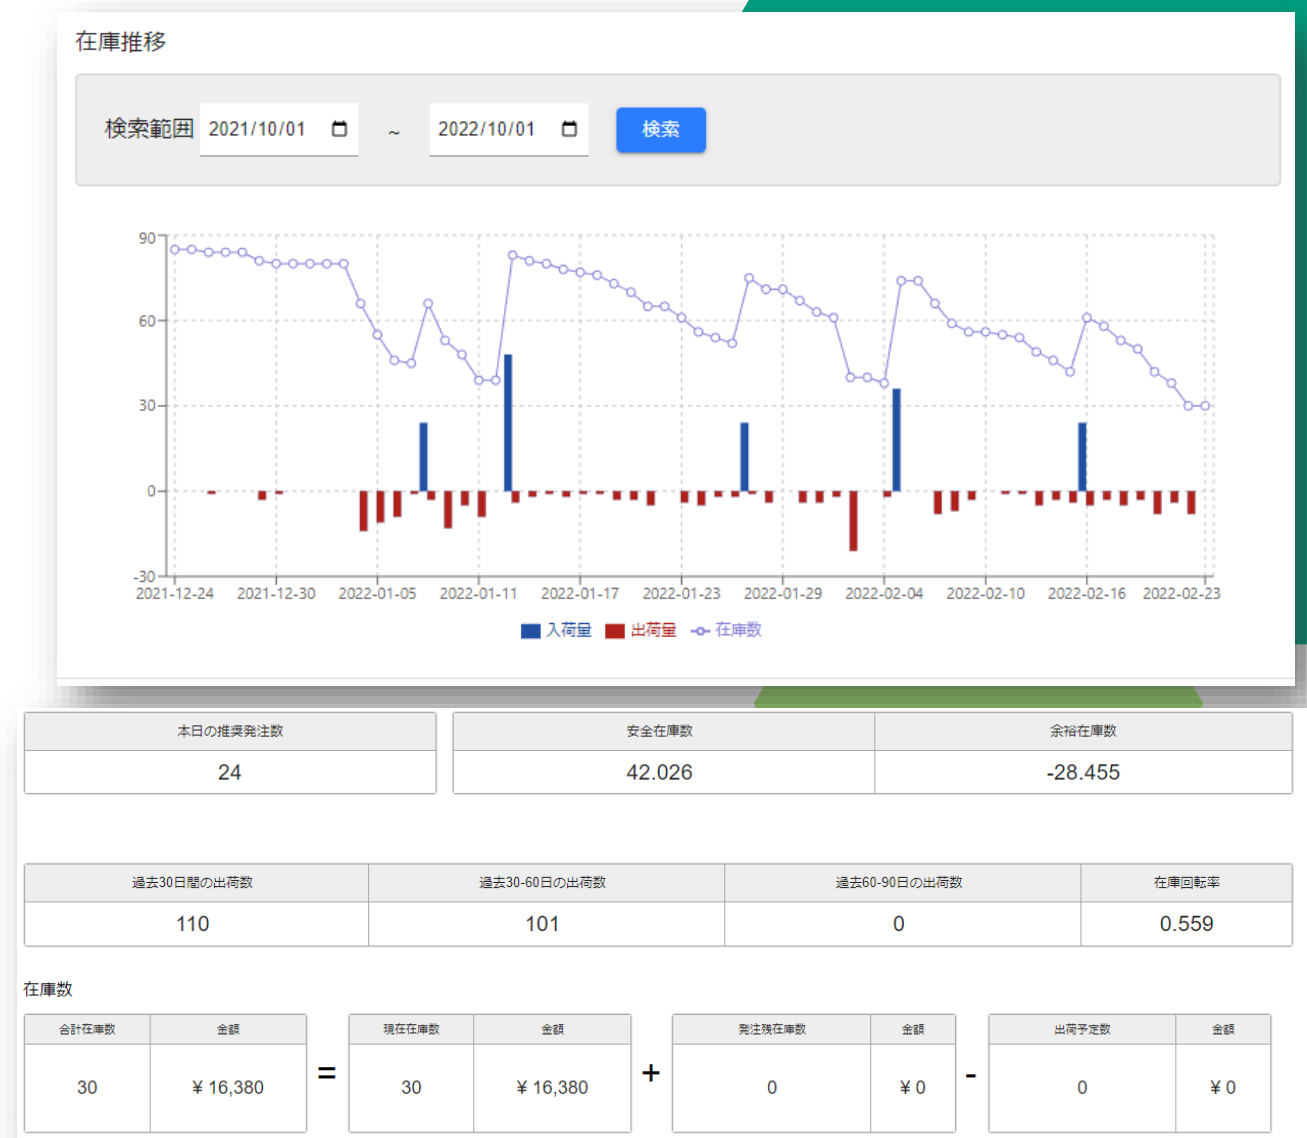 在庫推移
検索範囲 2021/10/01 ~ 2022/10/01 検索
90
60
30
0
-30
2021-12-24 2021-12-30 2022-01-05 2022-01-11 2022-01-17 2022-01-23 2022-01-29 2022-02-04 2022-02-10 2022-02-16 2022-02-23
入荷量 出荷量 在庫数
本日の推奨発注数 安全在庫数 余裕在庫数
24 42.026 -28.455
過去30日間の出荷数 過去30-60日の出荷数 過去60-90日の出荷数 在庫回転率
110 101 0 0.559
在庫数
合計在庫数 金額 現在在庫数 金額 発注残在庫数 金額 出荷予定数 金額
30 ¥ 16,380 = 30 ¥ 16,380 + 0 ¥ 0 - 0 ¥ 0